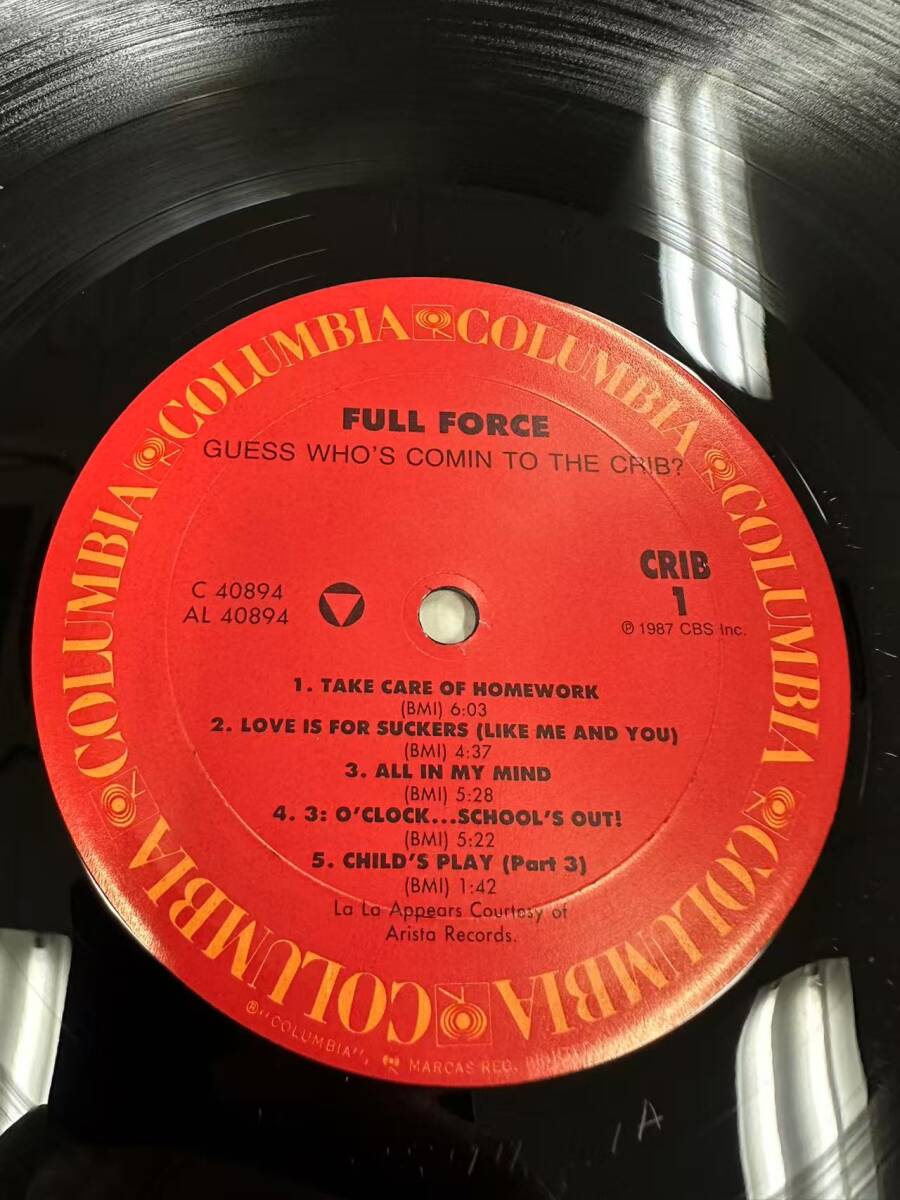 COLUMBIA COLUMBIA COLUMBIA COLUMBIA COLUMBIA COLUMBIA COLUMBIA COLUMBIA
FULL FORCE
GUESS WHO'S COMIN TO THE CRIB?
C 40894
AL 40894
CRIB
1
℗ 1987 CBS Inc.
1. TAKE CARE OF HOMEWORK
(BMI) 6:03
2. LOVE IS FOR SUCKERS (LIKE ME AND YOU)
(BMI) 4:37
3. ALL IN MY MIND
(BMI) 5:28
4. 3: O'CLOCK...SCHOOL'S OUT!
(BMI) 5:22
5. CHILD'S PLAY (Part 3)
(BMI) 1:42
La La Appears Courtesy of
Arista Records.
® "COLUMBIA", MARCAS REG.
1A